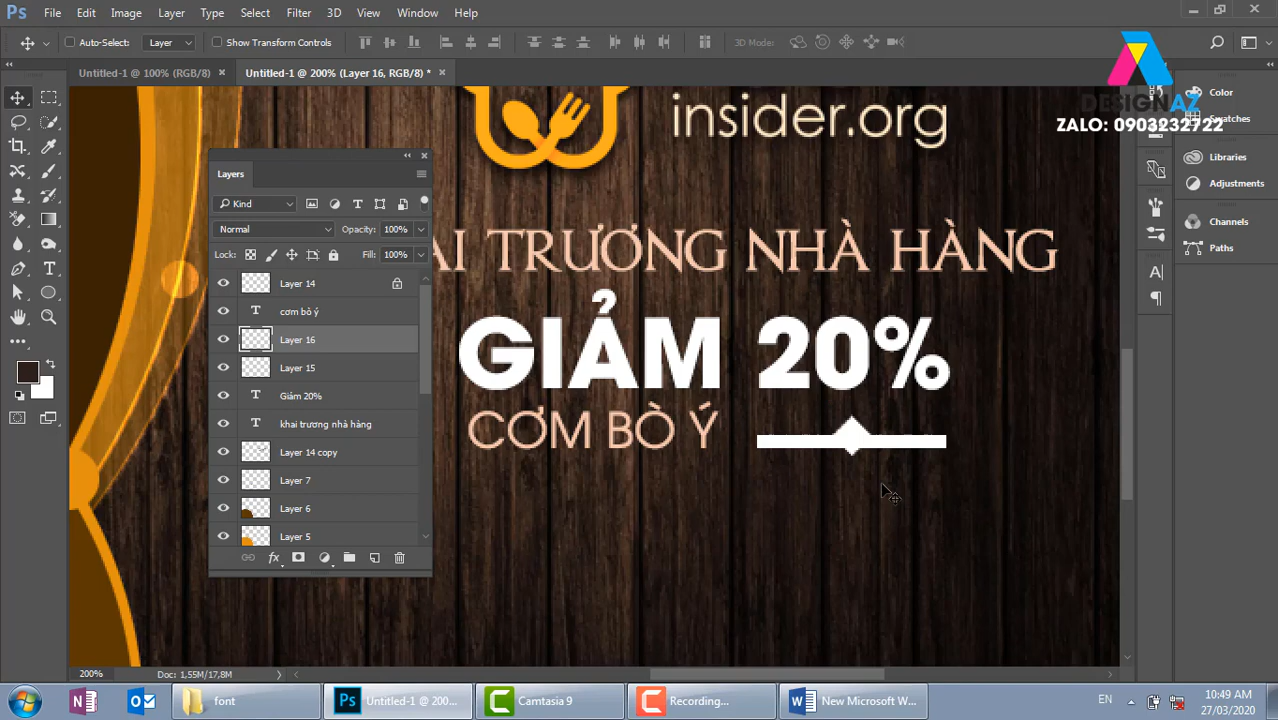 Ps File Edit Image Layer Type Select Filter 3D View Window Help
Auto-Select: Layer Show Transform Controls 3D Mode:
Untitled-1 @ 100% (RGB/8) × Untitled-1 @ 200% (Layer 16, RGB/8) * ×
DESIGNAZ
ZALO: 0903232722
Color
Swatches
Libraries
Adjustments
Channels
Paths
insider.org
KHAI TRƯƠNG NHÀ HÀNG
GIẢM 20%
CƠM BÒ Ý
Layers
Kind
Normal Opacity: 100%
Lock: Fill: 100%
Layer 14
T cơm bò ý
Layer 16
Layer 15
T Giảm 20%
T khai trương nhà hàng
Layer 14 copy
Layer 7
Layer 6
Layer 5
fx
200% Doc: 1,55M/17,8M
font
Ps Untitled-1 @ 200...
Camtasia 9
Recording...
New Microsoft W...
EN
10:49 AM
27/03/2020